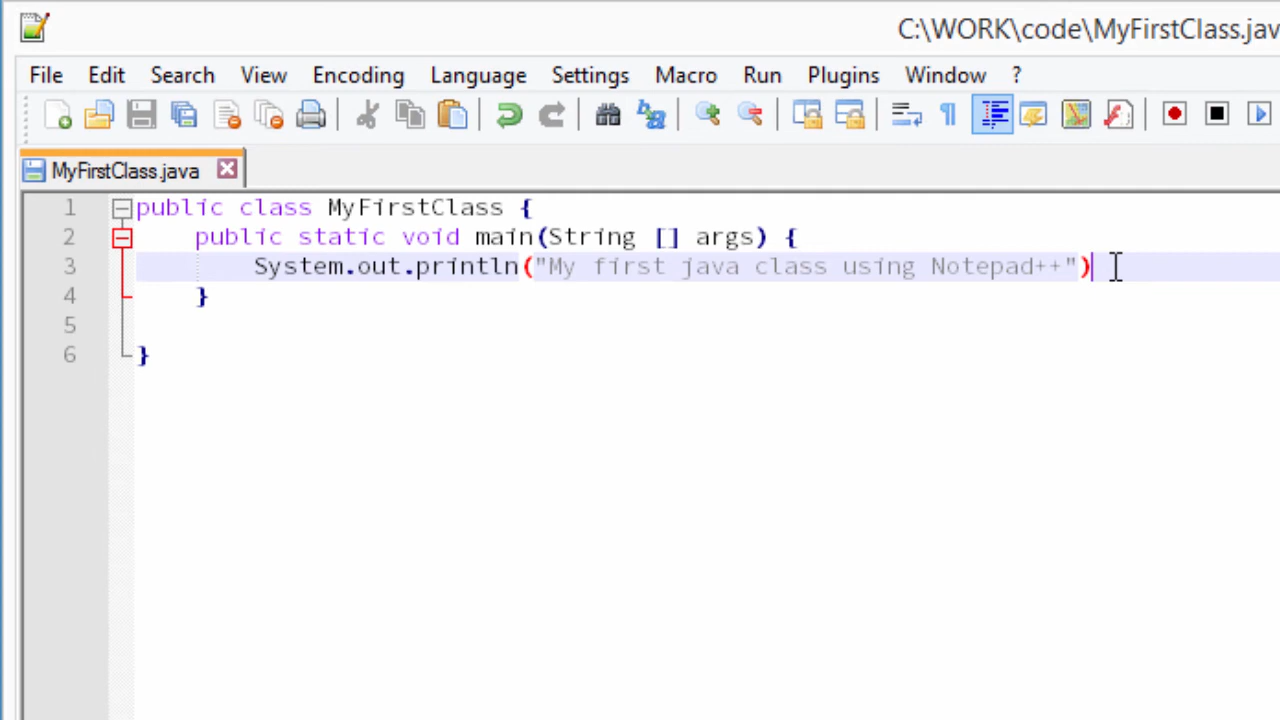 C:\WORK\code\MyFirstClass.jav
File Edit Search View Encoding Language Settings Macro Run Plugins Window ?
MyFirstClass.java
1 public class MyFirstClass {
2 public static void main(String [] args) {
3 System.out.println("My first java class using Notepad++")
4 }
5
6 }